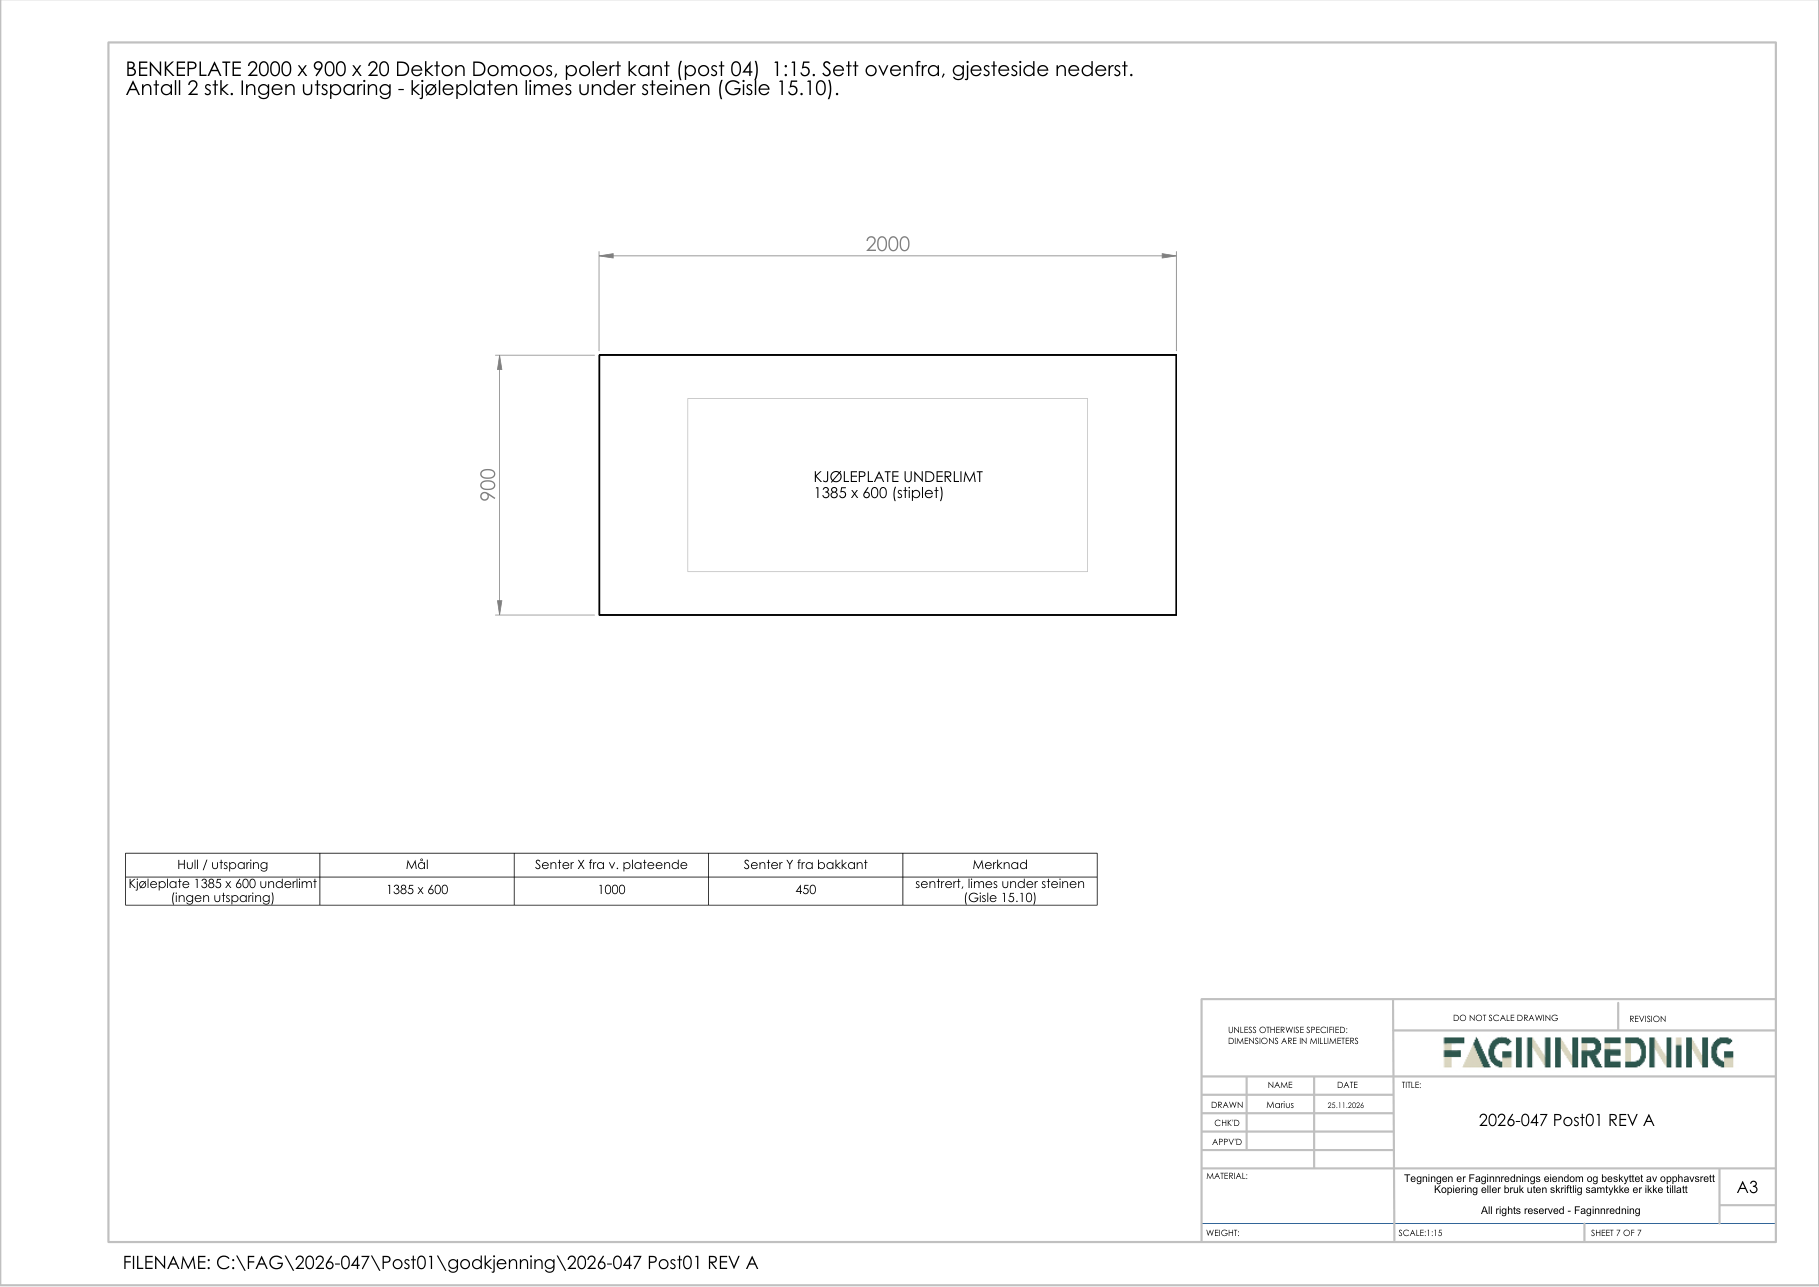 BENKEPLATE 2000 x 900 x 20 Dekton Domoos, polert kant (post 04)  1:15. Sett ovenfra, gjesteside nederst.
Antall 2 stk. Ingen utsparing - kjøleplaten limes under steinen (Gisle 15.10).
2000
900
KJØLEPLATE UNDERLIMT
1385 x 600 (stiplet)
Hull / utsparing Mål Senter X fra v. plateende Senter Y fra bakkant Merknad
Kjøleplate 1385 x 600 underlimt
(ingen utsparing)
1385 x 600
1000
450
sentrert, limes under steinen
(Gisle 15.10)
UNLESS OTHERWISE SPECIFIED:
DIMENSIONS ARE IN MILLIMETERS
DO NOT SCALE DRAWING
REVISION
FAGINNREDNING
NAME DATE
TITLE:
DRAWN Marius 25.11.2026
CHK'D
APPV'D
2026-047 Post01 REV A
MATERIAL:
Tegningen er Faginnrednings eiendom og beskyttet av opphavsrett
Kopiering eller bruk uten skriftlig samtykke er ikke tillatt
All rights reserved - Faginnredning
A3
WEIGHT:
SCALE:1:15
SHEET 7 OF 7
FILENAME: C:\FAG\2026-047\Post01\godkjenning\2026-047 Post01 REV A